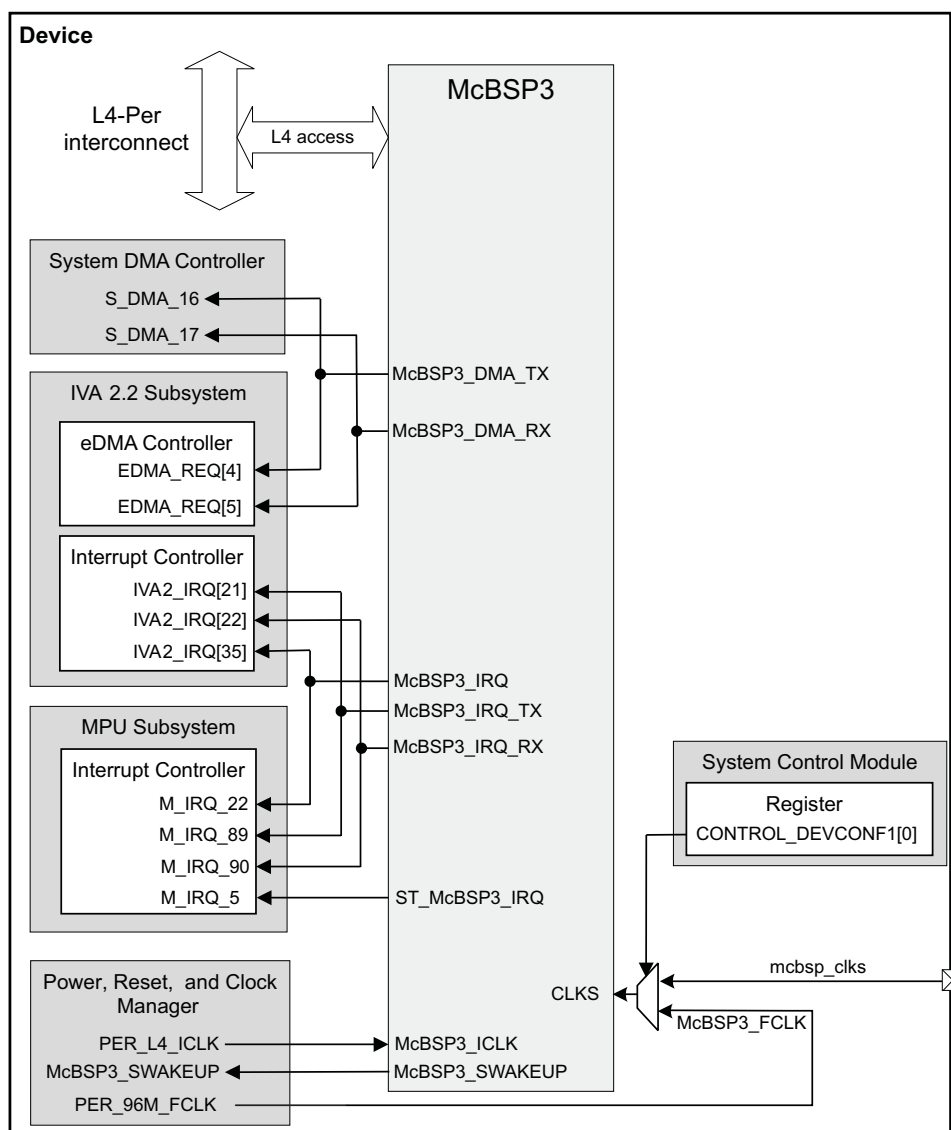 Device
McBSP3
L4-Per
interconnect
L4 access
System DMA Controller
S_DMA_16
S_DMA_17
McBSP3_DMA_TX
IVA 2.2 Subsystem
McBSP3_DMA_RX
eDMA Controller
EDMA_REQ[4]
EDMA_REQ[5]
Interrupt Controller
IVA2_IRQ[21]
IVA2_IRQ[22]
IVA2_IRQ[35]
McBSP3_IRQ
McBSP3_IRQ_TX
McBSP3_IRQ_RX
MPU Subsystem
Interrupt Controller
M_IRQ_22
M_IRQ_89
M_IRQ_90
M_IRQ_5
ST_McBSP3_IRQ
System Control Module
Register
CONTROL_DEVCONF1[0]
mcbsp_clks
CLKS
McBSP3_FCLK
Power, Reset, and Clock
Manager
PER_L4_ICLK
McBSP3_ICLK
McBSP3_SWAKEUP
McBSP3_SWAKEUP
PER_96M_FCLK